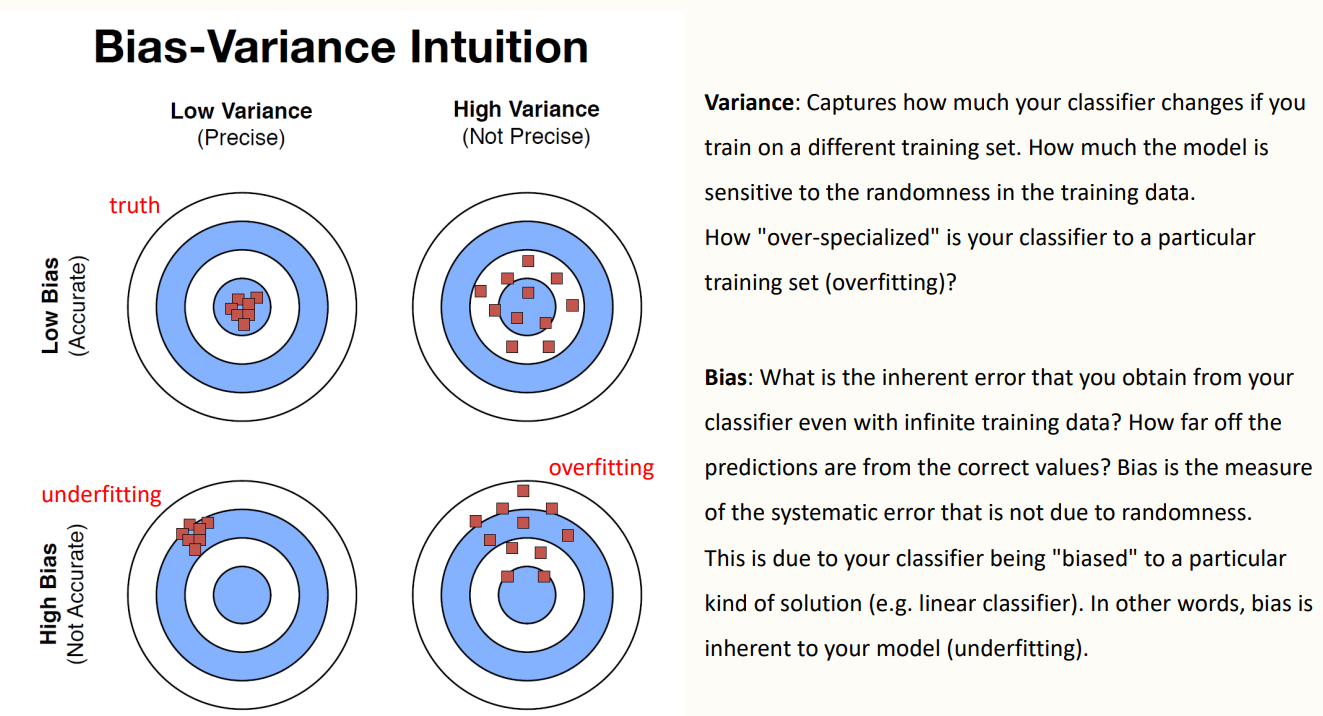 Bias-Variance Intuition
Low Variance
(Precise)
High Variance
(Not Precise)
truth
Low Bias
(Accurate)
underfitting
overfitting
High Bias
(Not Accurate)
Variance: Captures how much your classifier changes if you
train on a different training set. How much the model is
sensitive to the randomness in the training data.
How "over-specialized" is your classifier to a particular
training set (overfitting)?
Bias: What is the inherent error that you obtain from your
classifier even with infinite training data? How far off the
predictions are from the correct values? Bias is the measure
of the systematic error that is not due to randomness.
This is due to your classifier being "biased" to a particular
kind of solution (e.g. linear classifier). In other words, bias is
inherent to your model (underfitting).